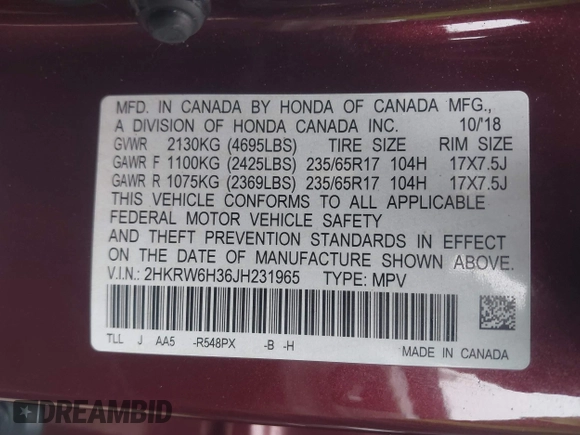 MFD. IN CANADA BY HONDA OF CANADA MFG.,
A DIVISION OF HONDA CANADA INC. 10/'18
GVWR 2130KG (4695LBS) TIRE SIZE RIM SIZE
GAWR F 1100KG (2425LBS) 235/65R17 104H 17X7.5J
GAWR R 1075KG (2369LBS) 235/65R17 104H 17X7.5J
THIS VEHICLE CONFORMS TO ALL APPLICABLE
FEDERAL MOTOR VEHICLE SAFETY
AND THEFT PREVENTION STANDARDS IN EFFECT
ON THE DATE OF MANUFACTURE SHOWN ABOVE.
V.I.N.: 2HKRW6H36JH231965 TYPE: MPV
TLL J AA5 -R548PX -B -H
MADE IN CANADA
DREAMBID